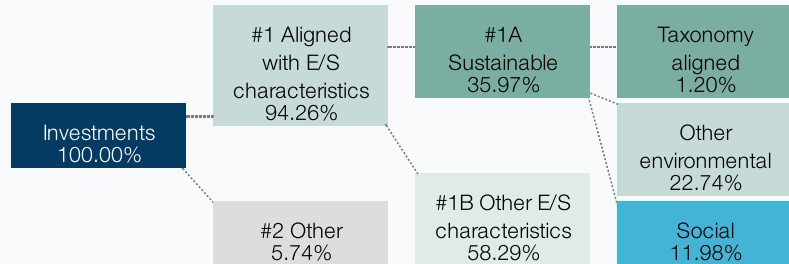 Investments
100.00%
#1 Aligned
with E/S
characteristics
94.26%
#2 Other
5.74%
#1A
Sustainable
35.97%
#1B Other E/S
characteristics
58.29%
Taxonomy
aligned
1.20%
Other
environmental
22.74%
Social
11.98%